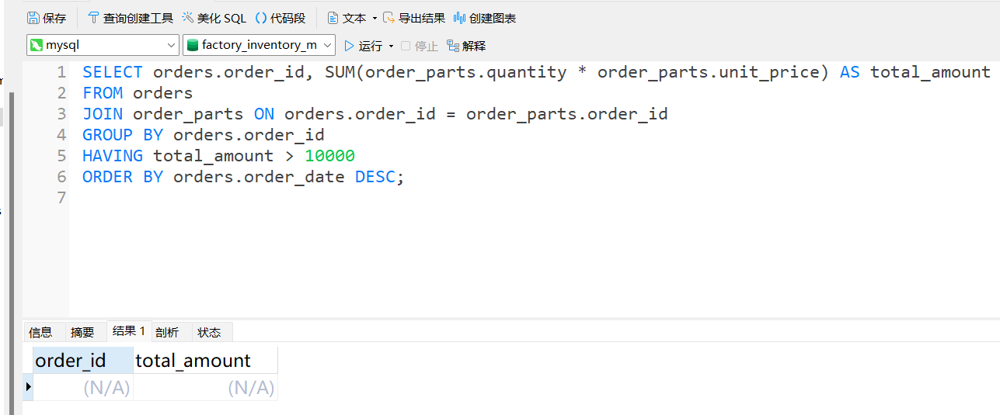 保存 查询创建工具 美化 SQL 代码段 文本 导出结果 创建图表
mysql factory_inventory_m 运行 停止 解释
1 SELECT orders.order_id, SUM(order_parts.quantity * order_parts.unit_price) AS total_amount
2 FROM orders
3 JOIN order_parts ON orders.order_id = order_parts.order_id
4 GROUP BY orders.order_id
5 HAVING total_amount > 10000
6 ORDER BY orders.order_date DESC;
7
信息 摘要 结果 1 剖析 状态
order_id total_amount
(N/A) (N/A)